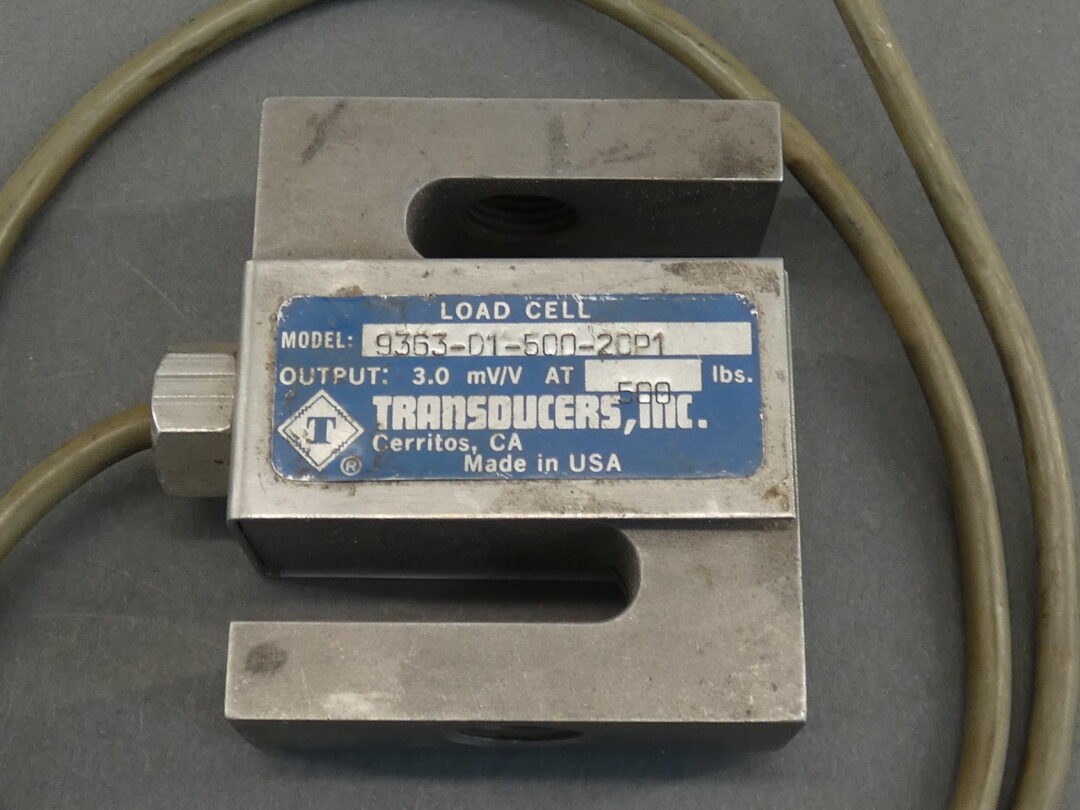 LOAD CELL
MODEL: 9363-D1-500-20P1
OUTPUT: 3.0 mV/V AT 500 lbs.
T TRANSDUCERS, INC.
Cerritos, CA
® Made in USA